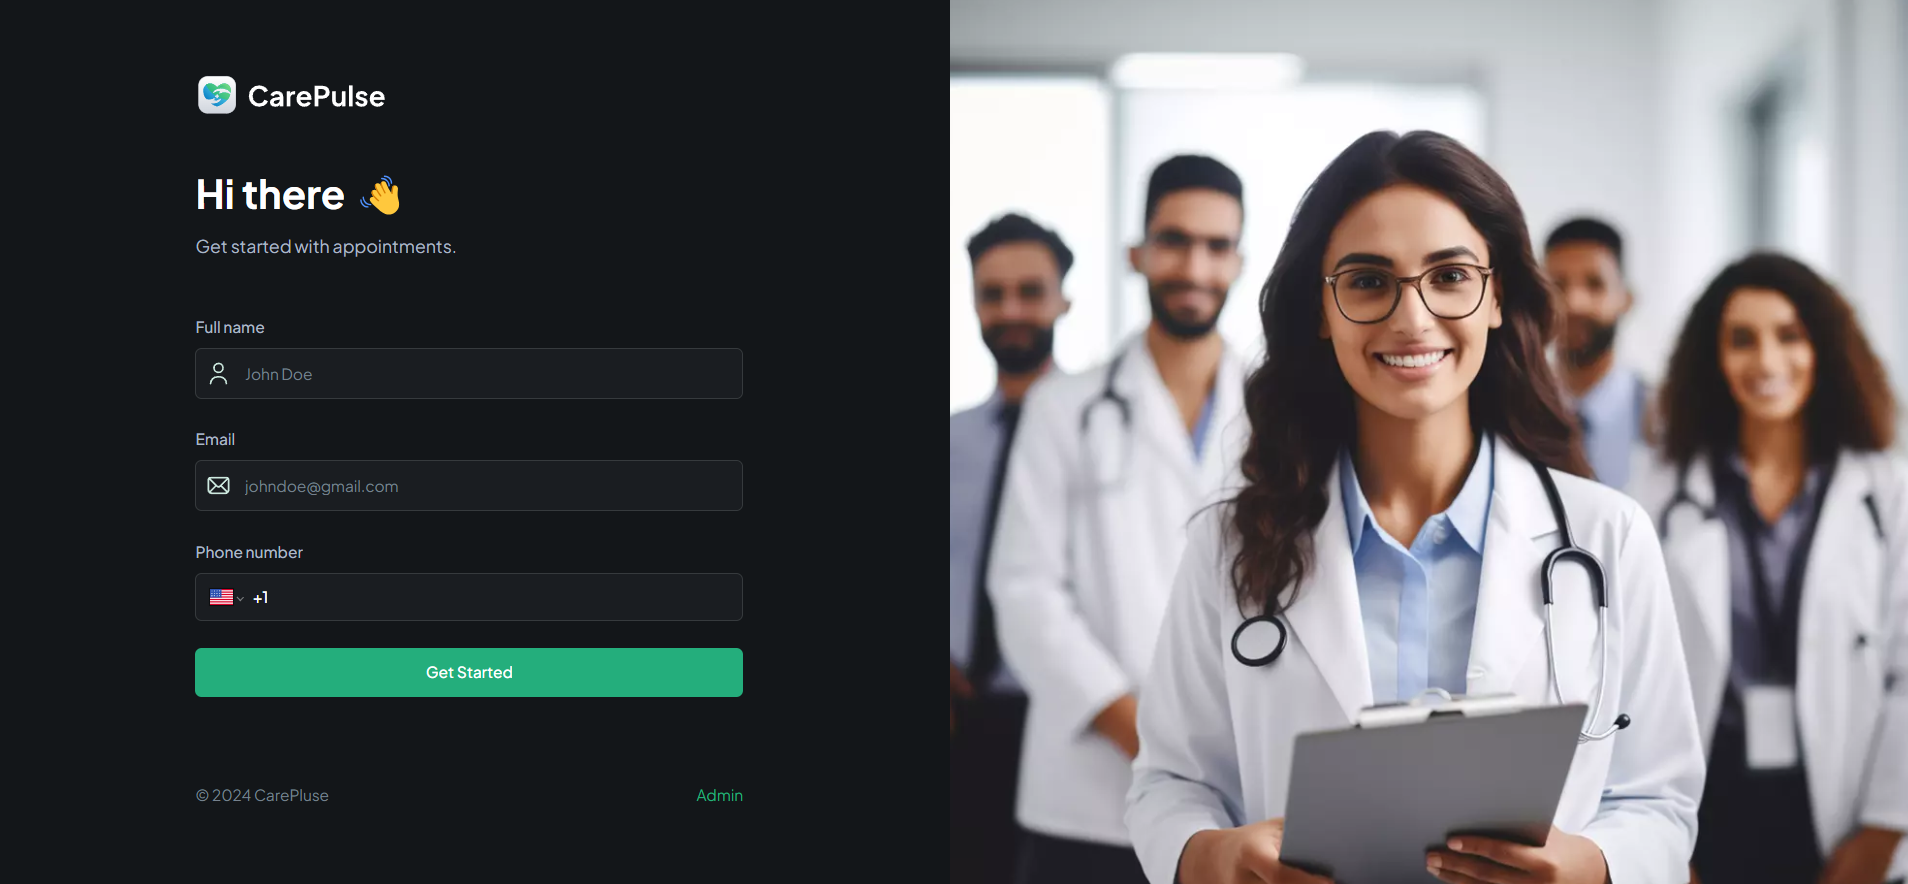 CarePulse
Hi there 👋
Get started with appointments.
Full name
John Doe
Email
johndoe@gmail.com
Phone number
+1
Get Started
© 2024 CarePluse
Admin